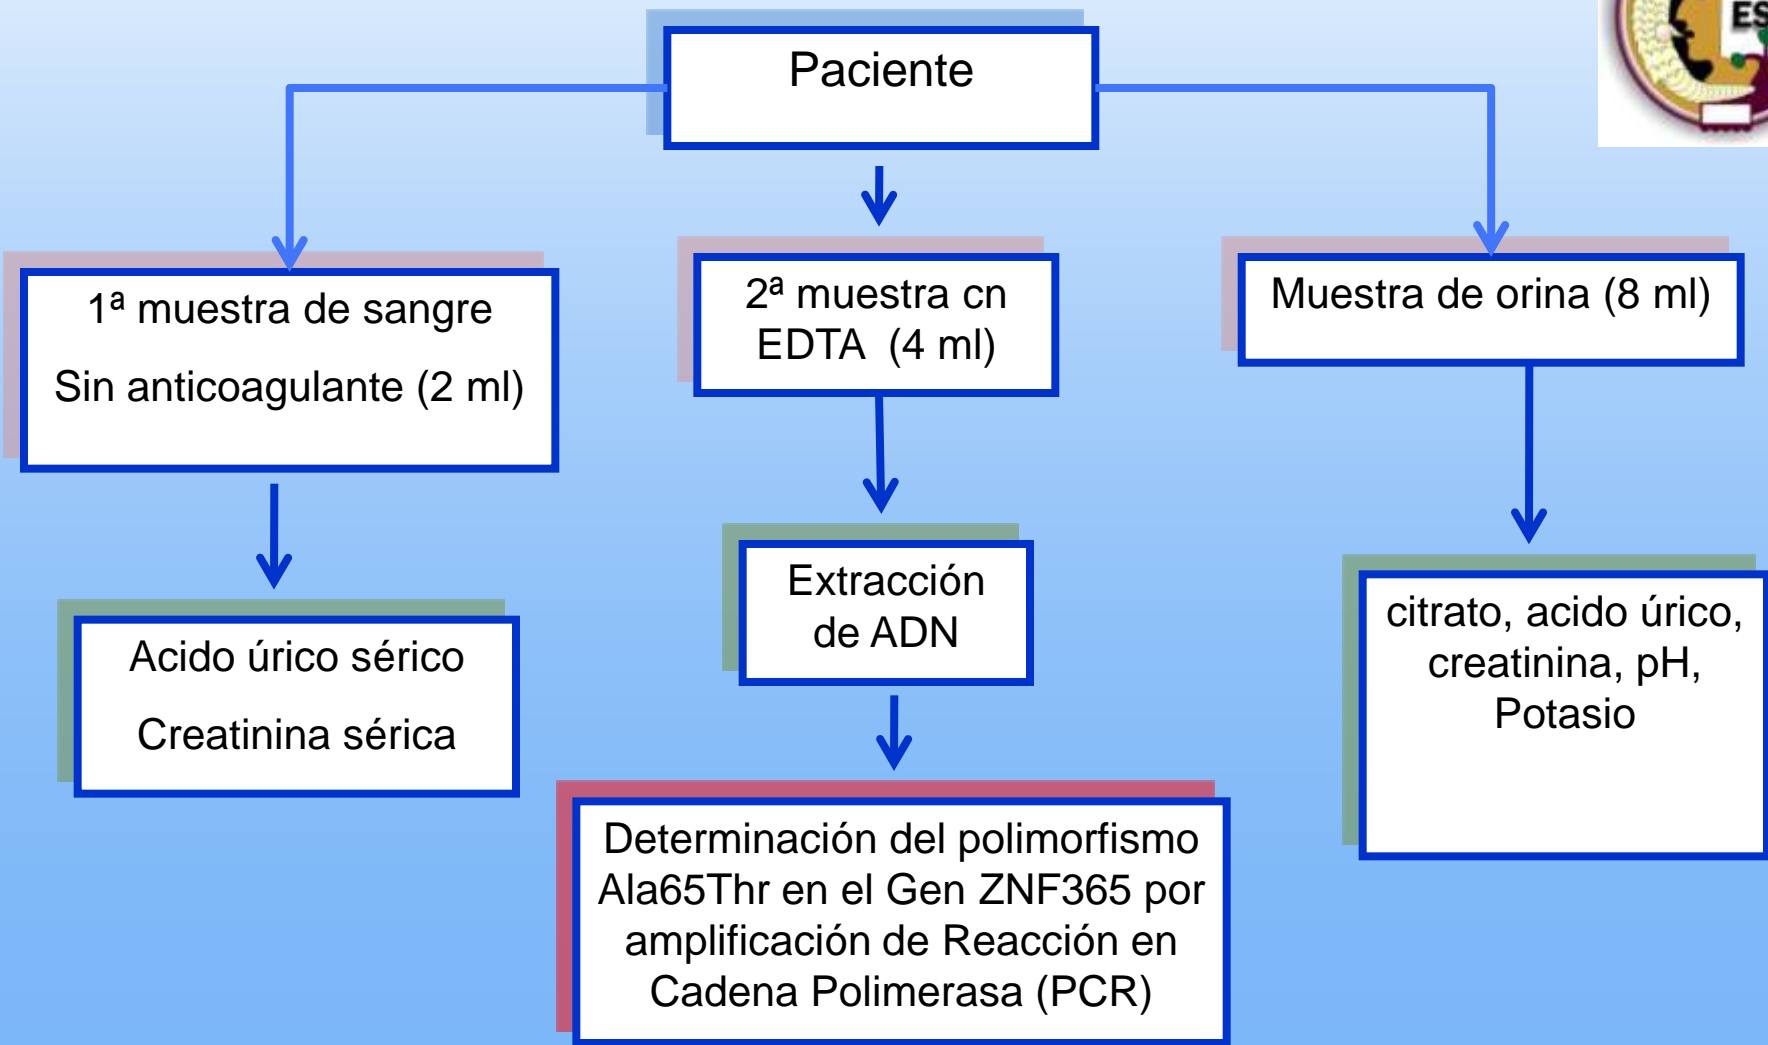 ES
Paciente
1ª muestra de sangre
Sin anticoagulante (2 ml)
2ª muestra cn
EDTA (4 ml)
Muestra de orina (8 ml)
Acido úrico sérico
Creatinina sérica
Extracción
de ADN
citrato, acido úrico,
creatinina, pH,
Potasio
Determinación del polimorfismo
Ala65Thr en el Gen ZNF365 por
amplificación de Reacción en
Cadena Polimerasa (PCR)